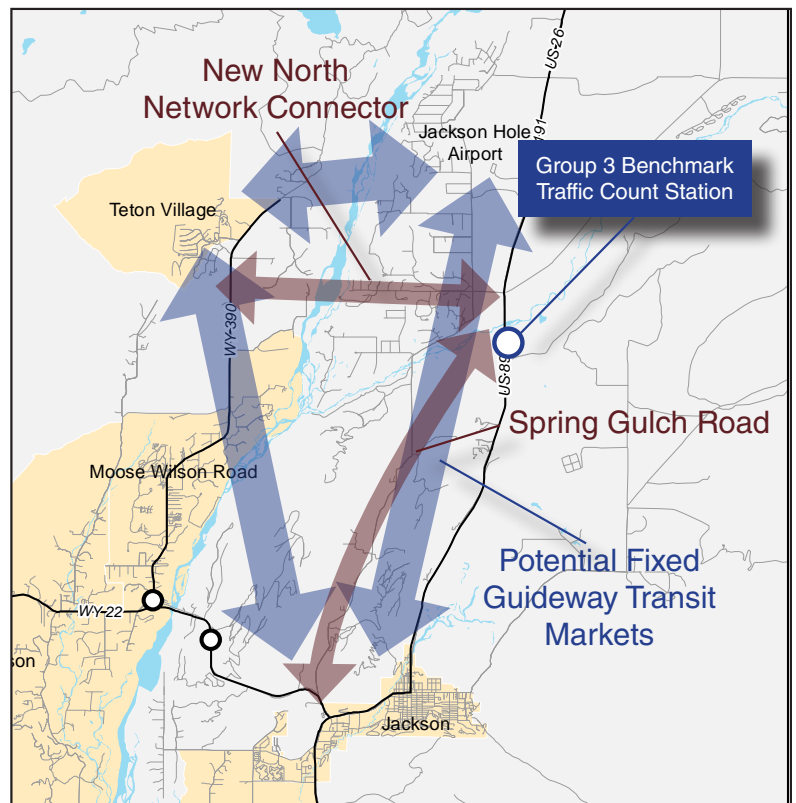 US-26
New North
Network Connector
Jackson Hole
Airport
191
Group 3 Benchmark
Traffic Count Station
Teton Village
WY-390
US-89
Spring Gulch Road
Moose Wilson Road
Potential Fixed
Guideway Transit
Markets
WY-22
son
Jackson